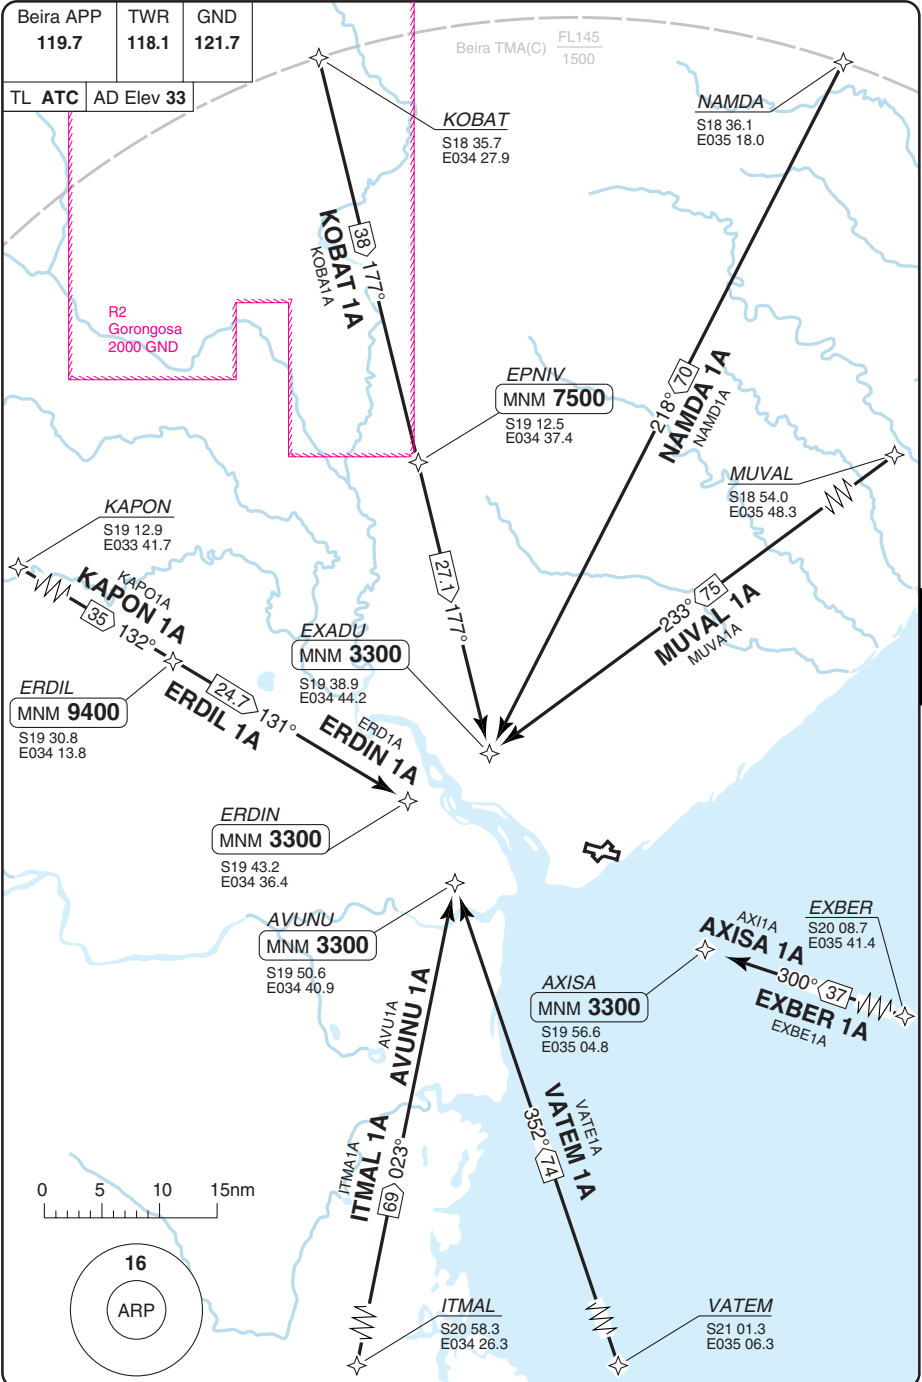 Beira APP
119.7
TWR
118.1
GND
121.7
TL ATC
AD Elev 33
Beira TMA(C)
FL145
1500
KOBAT
S18 35.7
E034 27.9
NAMDA
S18 36.1
E035 18.0
KOBAT 1A
KOBA1A
38
177°
R2
Gorongosa
2000 GND
EPNIV
MNM 7500
S19 12.5
E034 37.4
218°
70
NAMDA 1A
NAMD1A
MUVAL
S18 54.0
E035 48.3
KAPON
S19 12.9
E033 41.7
KAPO1A
KAPON 1A
35
132°
27.1
177°
233°
75
MUVAL 1A
MUVA1A
EXADU
MNM 3300
S19 38.9
E034 44.2
ERDIL
MNM 9400
S19 30.8
E034 13.8
24.7
131°
ERDIL 1A
ERD1A
ERDIN 1A
ERDIN
MNM 3300
S19 43.2
E034 36.4
AVUNU
MNM 3300
S19 50.6
E034 40.9
EXBER
S20 08.7
E035 41.4
AXI1A
AXISA 1A
300°
37
EXBER 1A
EXBE1A
AXISA
MNM 3300
S19 56.6
E035 04.8
AVU1A
AVUNU 1A
ITMA1A
ITMAL 1A
69
023°
VATE1A
VATEM 1A
352°
74
0 5 10 15nm
16
ARP
ITMAL
S20 58.3
E034 26.3
VATEM
S21 01.3
E035 06.3